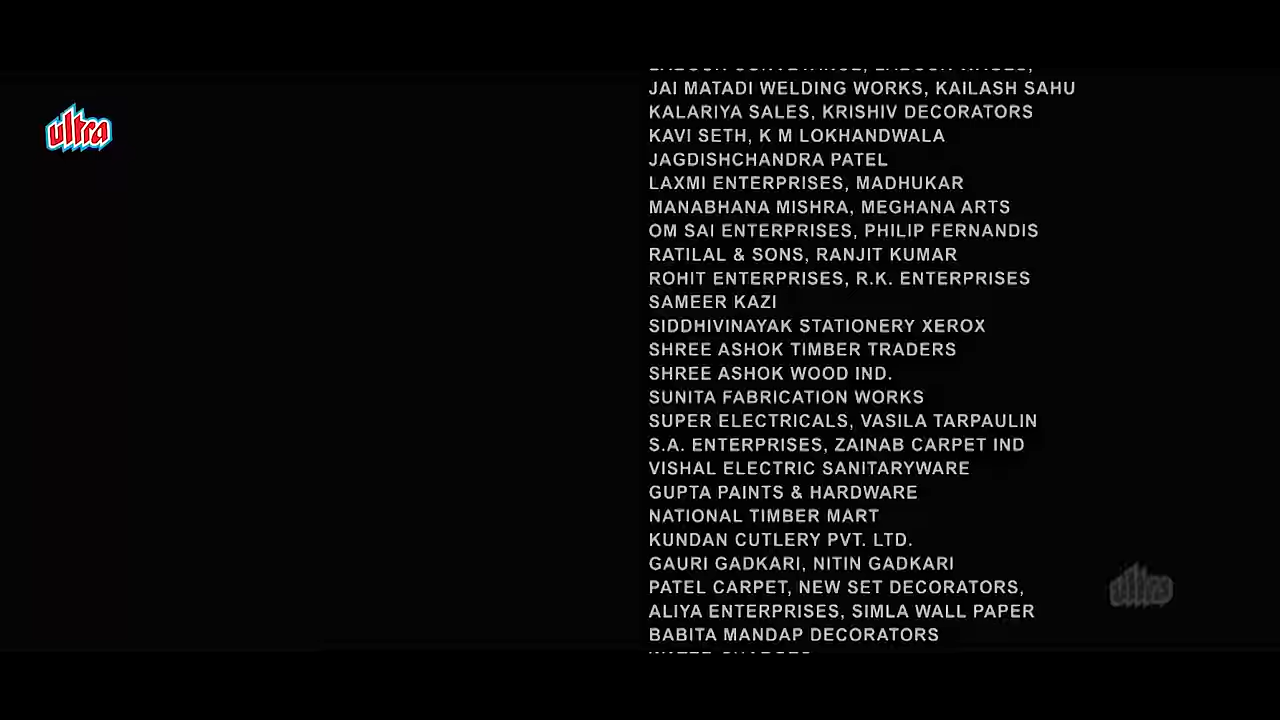 ultra
JAI MATADI WELDING WORKS, KAILASH SAHU
KALARIYA SALES, KRISHIV DECORATORS
KAVI SETH, K M LOKHANDWALA
JAGDISHCHANDRA PATEL
LAXMI ENTERPRISES, MADHUKAR
MANABHANA MISHRA, MEGHANA ARTS
OM SAI ENTERPRISES, PHILIP FERNANDIS
RATILAL & SONS, RANJIT KUMAR
ROHIT ENTERPRISES, R.K. ENTERPRISES
SAMEER KAZI
SIDDHIVINAYAK STATIONERY XEROX
SHREE ASHOK TIMBER TRADERS
SHREE ASHOK WOOD IND.
SUNITA FABRICATION WORKS
SUPER ELECTRICALS, VASILA TARPAULIN
S.A. ENTERPRISES, ZAINAB CARPET IND
VISHAL ELECTRIC SANITARYWARE
GUPTA PAINTS & HARDWARE
NATIONAL TIMBER MART
KUNDAN CUTLERY PVT. LTD.
GAURI GADKARI, NITIN GADKARI
PATEL CARPET, NEW SET DECORATORS,
ALIYA ENTERPRISES, SIMLA WALL PAPER
BABITA MANDAP DECORATORS
ultra